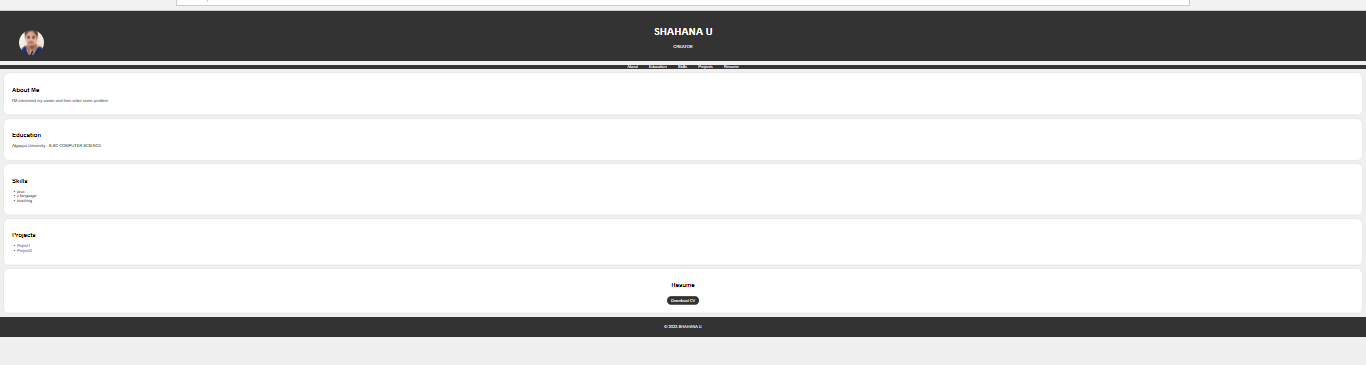 SHAHANA U
CREATOR
About Education Skills Projects Resume
About Me
I'M interested my create and then solve some problem
Education
Algappa University - B.SC COMPUTER SCIENCE
Skills
java
c language
teaching
Projects
Project1
Project2
Resume
Download CV
© 2023 SHAHANA U